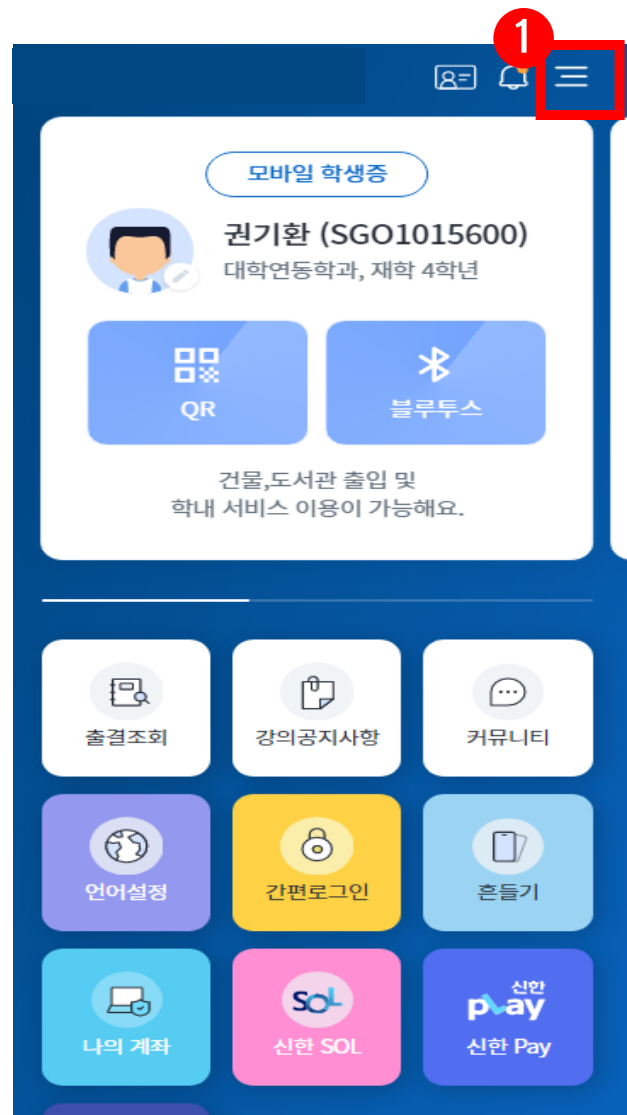 1
모바일 학생증
권기환 (SGO1015600)
대학연동학과, 재학 4학년
QR
블루투스
건물,도서관 출입 및
학내 서비스 이용이 가능해요.
출결조회
강의공지사항
커뮤니티
언어설정
간편로그인
흔들기
SOL
신한
play
나의 계좌
신한 SOL
신한 Pay